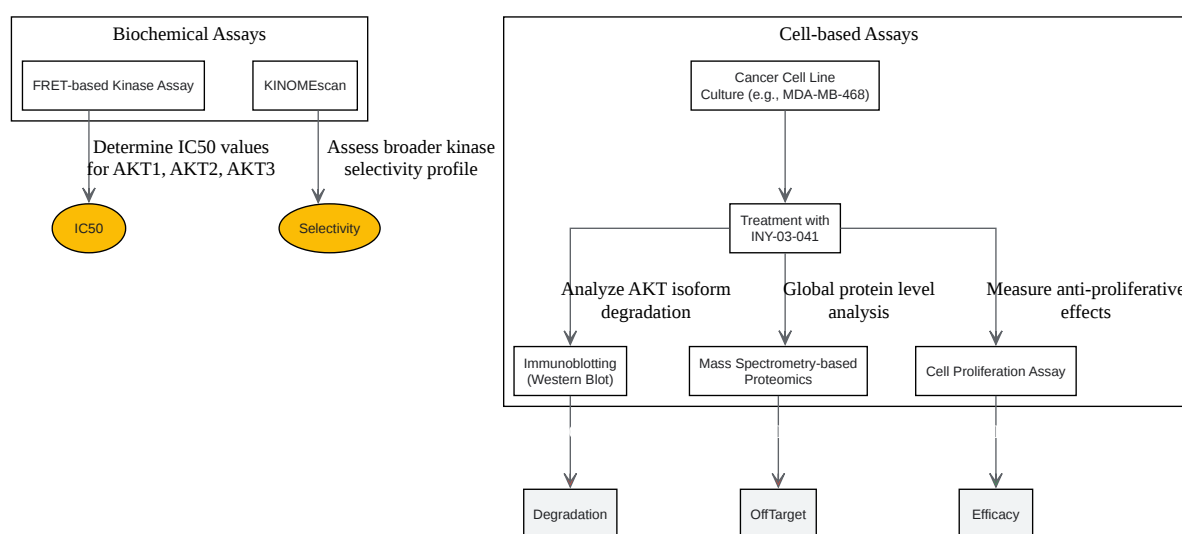 Biochemical Assays
FRET-based Kinase Assay
KINOMEscan
Determine IC50 values
for AKT1, AKT2, AKT3
Assess broader kinase
selectivity profile
IC50
Selectivity
Cell-based Assays
Cancer Cell Line
Culture (e.g., MDA-MB-468)
Treatment with
INY-03-041
Analyze AKT isoform
degradation
Global protein level
analysis
Measure anti-proliferative
effects
Immunoblotting
(Western Blot)
Mass Spectrometry-based
Proteomics
Cell Proliferation Assay
Degradation
OffTarget
Efficacy